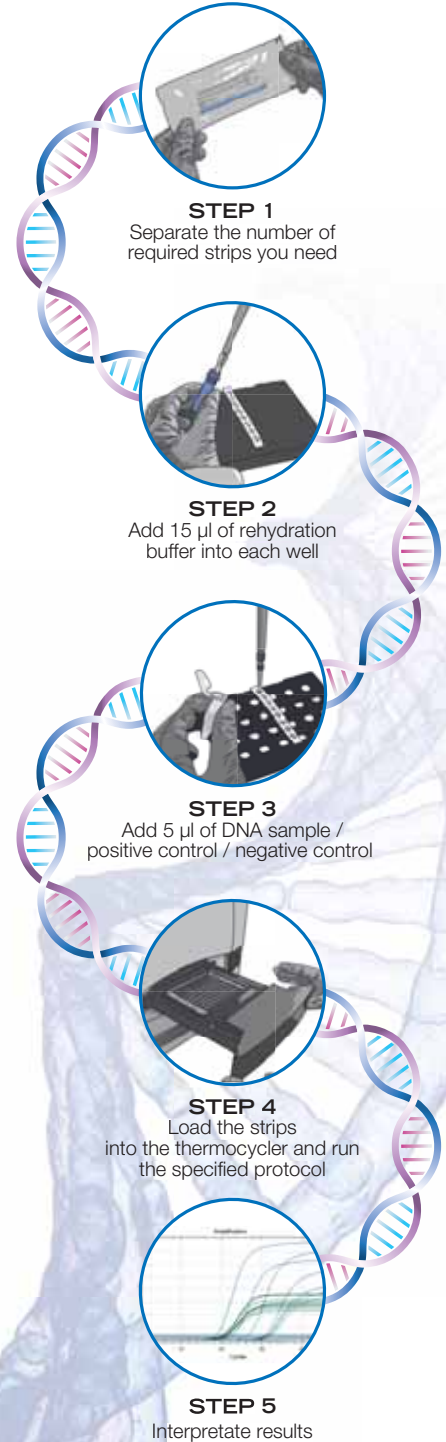 STEP 1
Separate the number of
required strips you need
STEP 2
Add 15 µl of rehydration
buffer into each well
STEP 3
Add 5 µl of DNA sample /
positive control / negative control
STEP 4
Load the strips
into the thermocycler and run
the specified protocol
STEP 5
Interpretate results